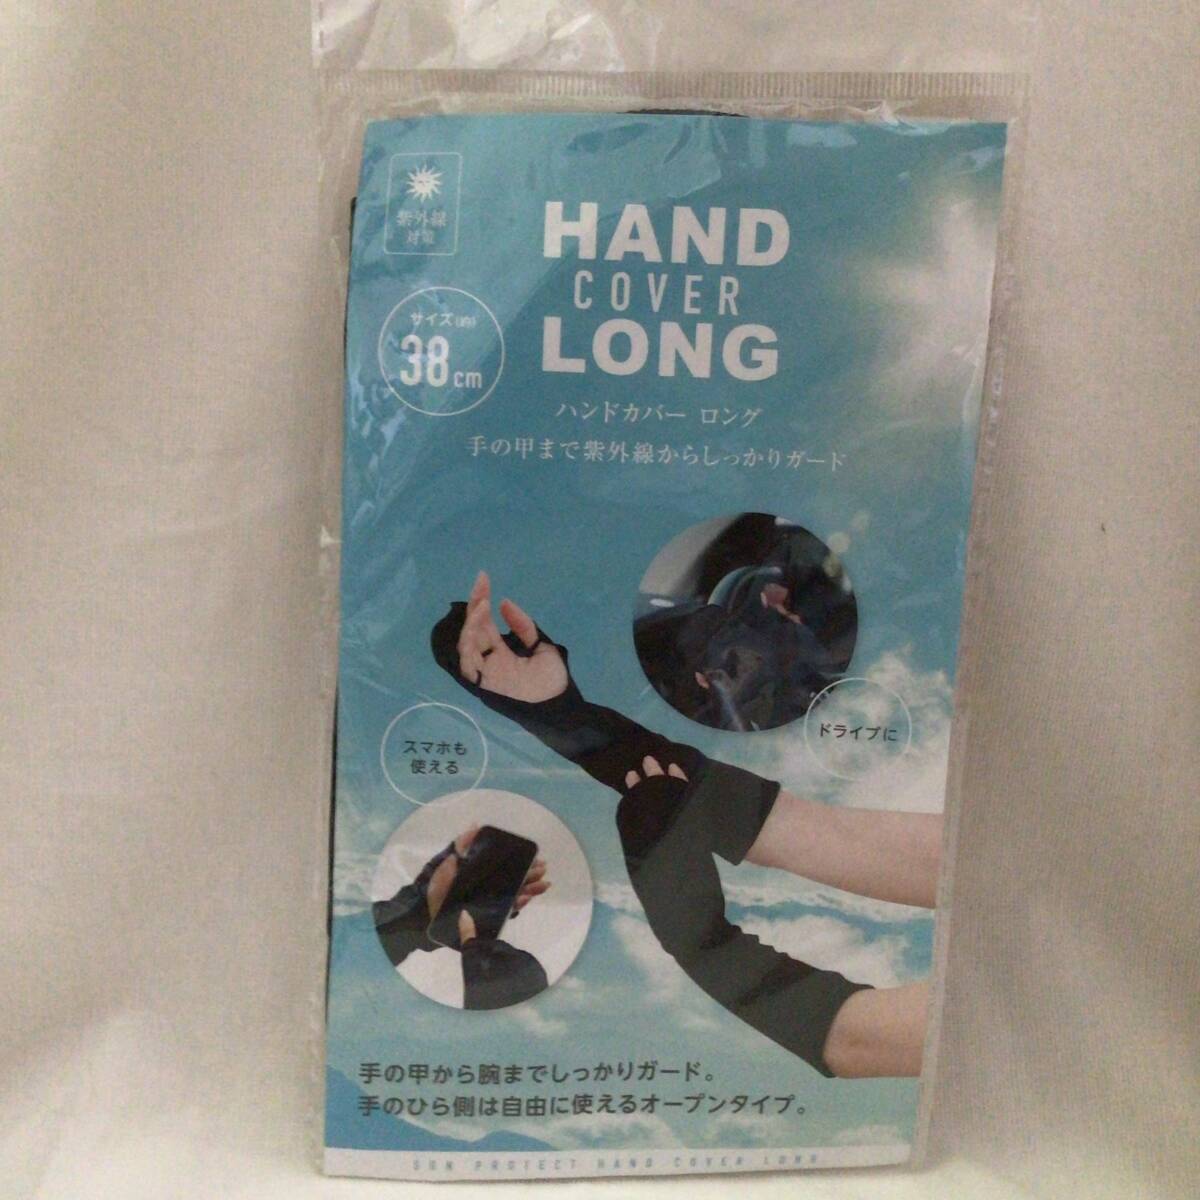 紫外線
対策
HAND
COVER
LONG
サイズ(約)
38cm
ハンドカバー ロング
手の甲まで紫外線からしっかりガード
ドライブに
スマホも
使える
手の甲から腕までしっかりガード。
手のひら側は自由に使えるオープンタイプ。
SUN PROTECT HAND COVER LONG